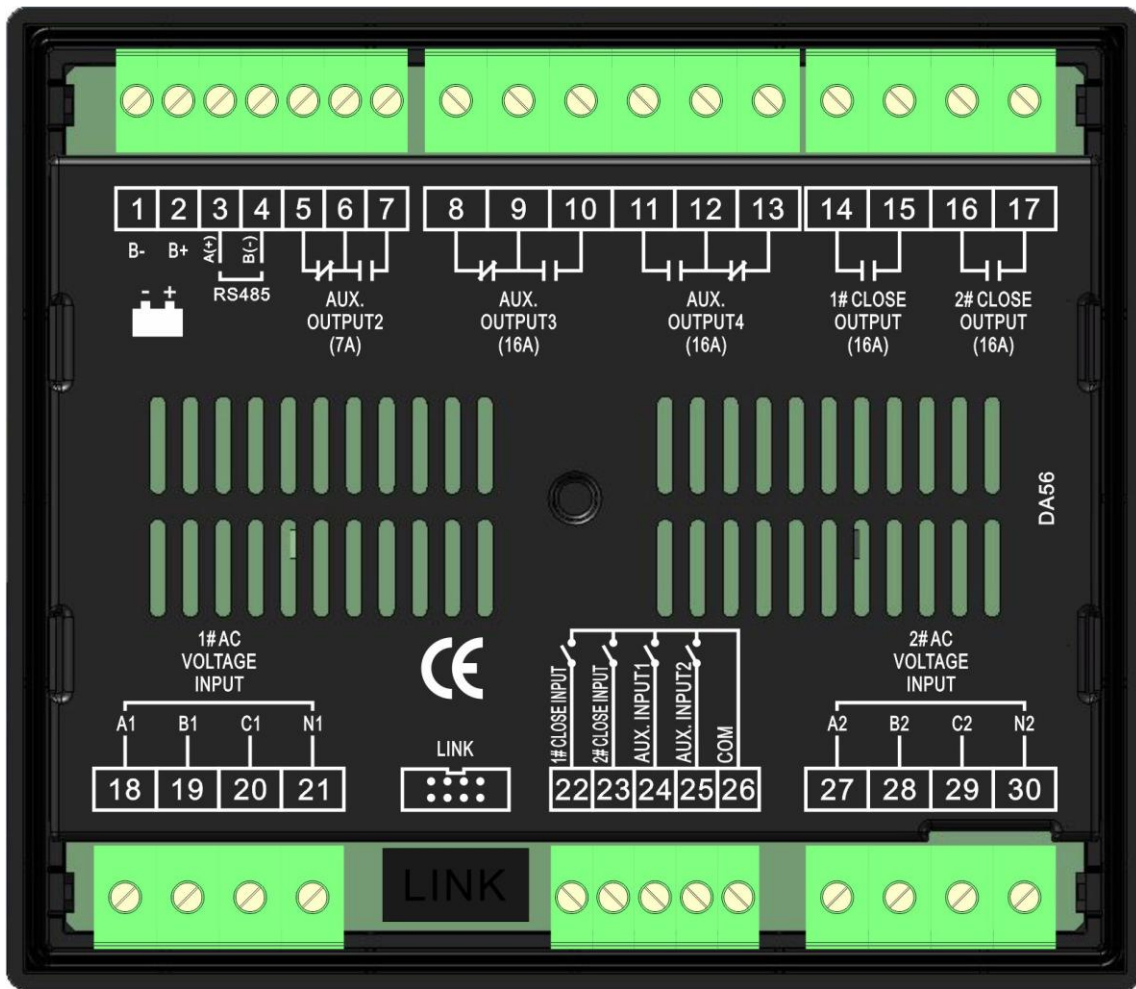 1 2 3 4 5 6 7 8 9 10 11 12 13 14 15 16 17
B- B+ A(+) B(-)
- +
RS485
AUX.
OUTPUT2
(7A)
AUX.
OUTPUT3
(16A)
AUX.
OUTPUT4
(16A)
1# CLOSE
OUTPUT
(16A)
2# CLOSE
OUTPUT
(16A)
DA56
1# AC
VOLTAGE
INPUT
A1 B1 C1 N1
18 19 20 21
CE
LINK
1# CLOSE INPUT
2# CLOSE INPUT
AUX. INPUT1
AUX. INPUT2
COM
22 23 24 25 26
2# AC
VOLTAGE
INPUT
A2 B2 C2 N2
27 28 29 30
LINK